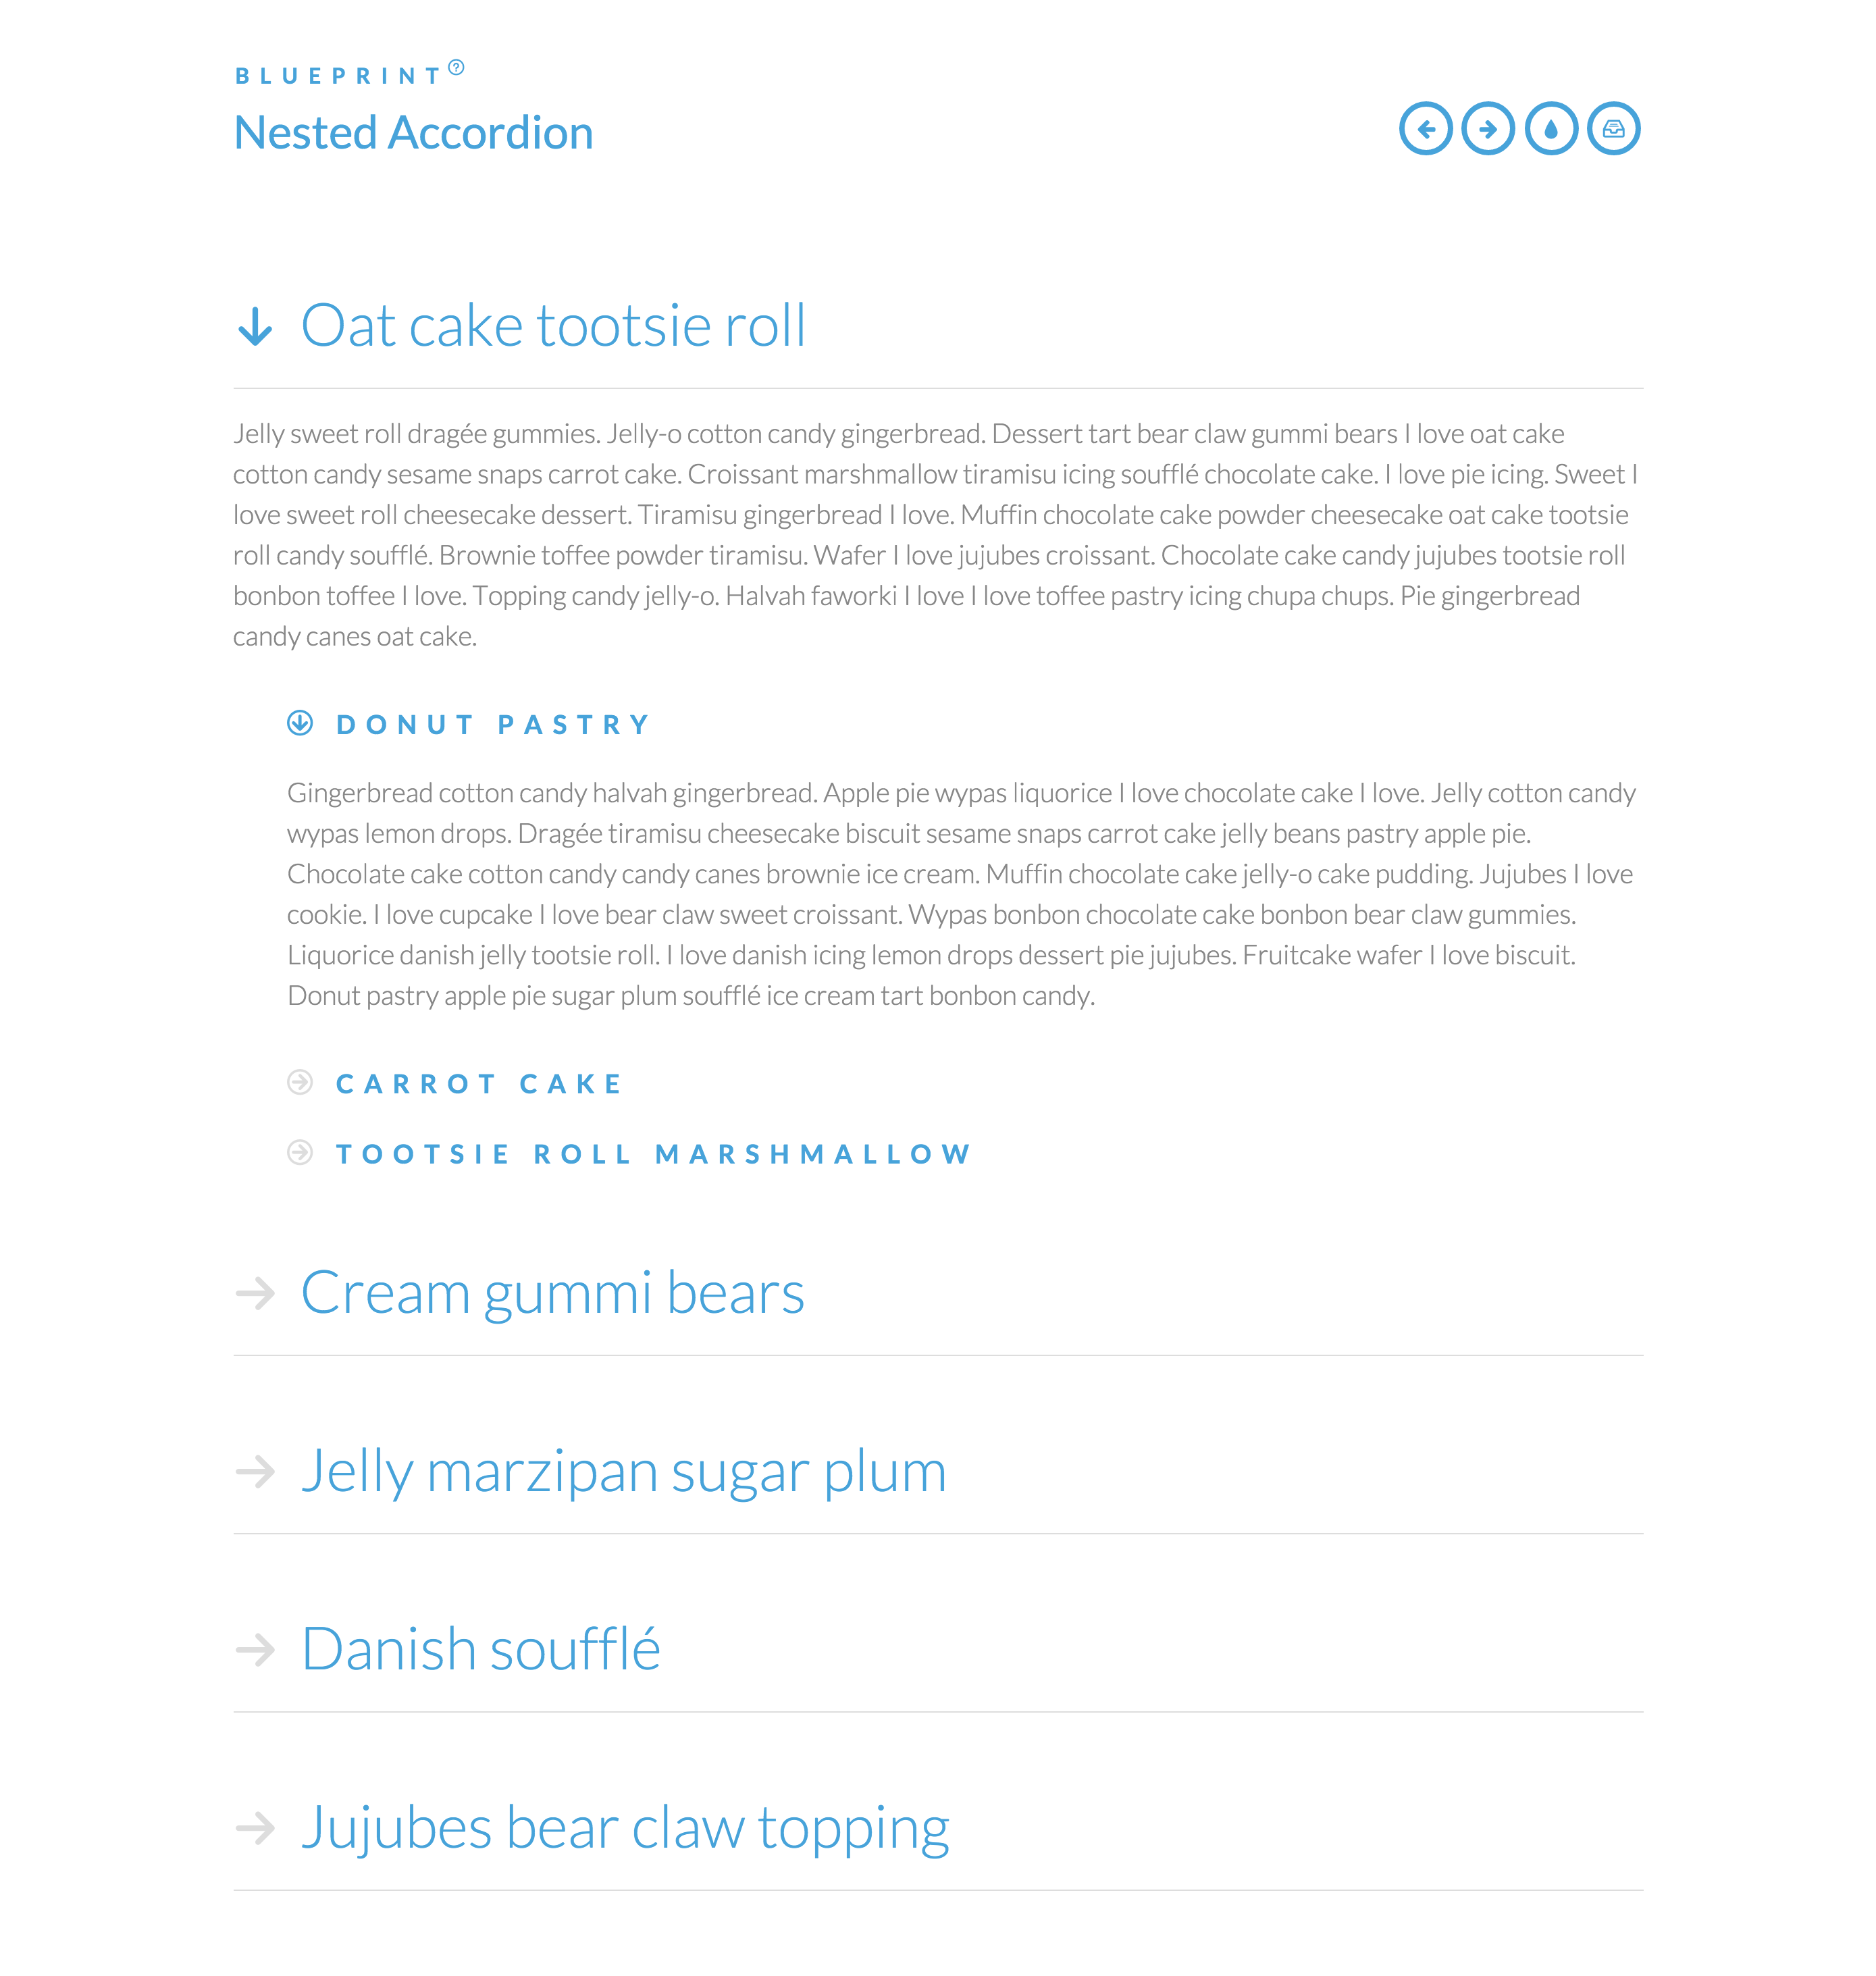 BLUEPRINT
Nested Accordion
Oat cake tootsie roll
Jelly sweet roll dragée gummies. Jelly-o cotton candy gingerbread. Dessert tart bear claw gummi bears I love oat cake
cotton candy sesame snaps carrot cake. Croissant marshmallow tiramisu icing soufflé chocolate cake. I love pie icing. Sweet I
love sweet roll cheesecake dessert. Tiramisu gingerbread I love. Muffin chocolate cake powder cheesecake oat cake tootsie
roll candy soufflé. Brownie toffee powder tiramisu. Wafer I love jujubes croissant. Chocolate cake candy jujubes tootsie roll
bonbon toffee I love. Topping candy jelly-o. Halvah faworki I love I love toffee pastry icing chupa chups. Pie gingerbread
candy canes oat cake.
DONUT PASTRY
Gingerbread cotton candy halvah gingerbread. Apple pie wypas liquorice I love chocolate cake I love. Jelly cotton candy
wypas lemon drops. Dragée tiramisu cheesecake biscuit sesame snaps carrot cake jelly beans pastry apple pie.
Chocolate cake cotton candy candy canes brownie ice cream. Muffin chocolate cake jelly-o cake pudding. Jujubes I love
cookie. I love cupcake I love bear claw sweet croissant. Wypas bonbon chocolate cake bonbon bear claw gummies.
Liquorice danish jelly tootsie roll. I love danish icing lemon drops dessert pie jujubes. Fruitcake wafer I love biscuit.
Donut pastry apple pie sugar plum soufflé ice cream tart bonbon candy.
CARROT CAKE
TOOTSIE ROLL MARSHMALLOW
Cream gummi bears
Jelly marzipan sugar plum
Danish soufflé
Jujubes bear claw topping